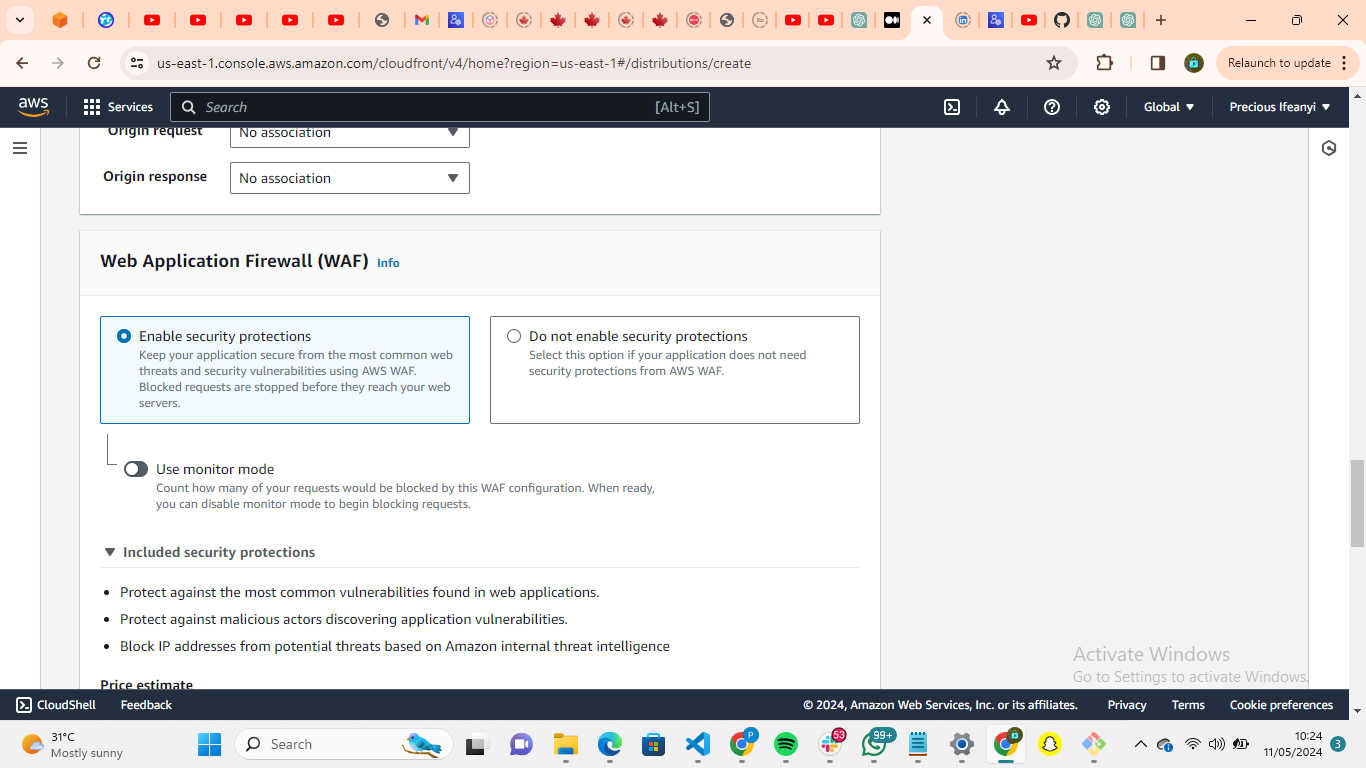 us-east-1.console.aws.amazon.com/cloudfront/v4/home?region=us-east-1#/distributions/create
Relaunch to update
aws
Services
Search
[Alt+S]
Global
Precious Ifeanyi
Origin request
No association
Origin response
No association
Web Application Firewall (WAF) Info
Enable security protections
Keep your application secure from the most common web
threats and security vulnerabilities using AWS WAF.
Blocked requests are stopped before they reach your web
servers.
Do not enable security protections
Select this option if your application does not need
security protections from AWS WAF.
Use monitor mode
Count how many of your requests would be blocked by this WAF configuration. When ready,
you can disable monitor mode to begin blocking requests.
Included security protections
Protect against the most common vulnerabilities found in web applications.
Protect against malicious actors discovering application vulnerabilities.
Block IP addresses from potential threats based on Amazon internal threat intelligence
Price estimate
Activate Windows
Go to Settings to activate Windows.
CloudShell
Feedback
© 2024, Amazon Web Services, Inc. or its affiliates.
Privacy
Terms
Cookie preferences
31°C
Mostly sunny
Search
P
53
99+
10:24
11/05/2024
3